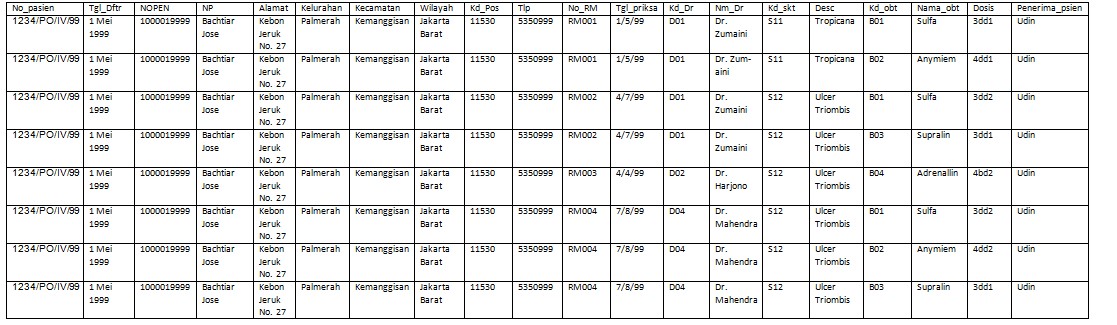 No_pasien Tgl_Dftr NOPEN NP Alamat Kelurahan Kecamatan Wilayah Kd_Pos Tlp No_RM Tgl_priksa Kd_Dr Nm_Dr Kd_skt Desc Kd_obt Nama_obt Dosis Penerima_psien
1234/PO/IV/99 1 Mei 1000019999 Bachtiar Kebon Palmerah Kemanggisan Jakarta 11530 5350999 RM001 1/5/99 D01 Dr. S11 Tropicana B01 Sulfa 3dd1 Udin
1999 Jose Jeruk Barat Zumaini
No. 27
1234/PO/IV/99 1 Mei 1000019999 Bachtiar Kebon Palmerah Kemanggisan Jakarta 11530 5350999 RM001 1/5/99 D01 Dr. Zum- S11 Tropicana B02 Anymiem 4dd1 Udin
1999 Jose Jeruk Barat aini
No. 27
1234/PO/IV/99 1 Mei 1000019999 Bachtiar Kebon Palmerah Kemanggisan Jakarta 11530 5350999 RM002 4/7/99 D01 Dr. S12 Ulcer B01 Sulfa 3dd2 Udin
1999 Jose Jeruk Barat Zumaini Triombis
No. 27
1234/PO/IV/99 1 Mei 1000019999 Bachtiar Kebon Palmerah Kemanggisan Jakarta 11530 5350999 RM002 4/7/99 D01 Dr. S12 Ulcer B03 Supralin 3dd1 Udin
1999 Jose Jeruk Barat Zumaini Triombis
No. 27
1234/PO/IV/99 1 Mei 1000019999 Bachtiar Kebon Palmerah Kemanggisan Jakarta 11530 5350999 RM003 4/4/99 D02 Dr. S12 Ulcer B04 Adrenallin 4bd2 Udin
1999 Jose Jeruk Barat Harjono Triombis
No. 27
1234/PO/IV/99 1 Mei 1000019999 Bachtiar Kebon Palmerah Kemanggisan Jakarta 11530 5350999 RM004 7/8/99 D04 Dr. S12 Ulcer B01 Sulfa 3dd2 Udin
1999 Jose Jeruk Barat Mahendra Triombis
No. 27
1234/PO/IV/99 1 Mei 1000019999 Bachtiar Kebon Palmerah Kemanggisan Jakarta 11530 5350999 RM004 7/8/99 D04 Dr. S12 Ulcer B02 Anymiem 4dd2 Udin
1999 Jose Jeruk Barat Mahendra Triombis
No. 27
1234/PO/IV/99 1 Mei 1000019999 Bachtiar Kebon Palmerah Kemanggisan Jakarta 11530 5350999 RM004 7/8/99 D04 Dr. S12 Ulcer B03 Supralin 3dd1 Udin
1999 Jose Jeruk Barat Mahendra Triombis
No. 27